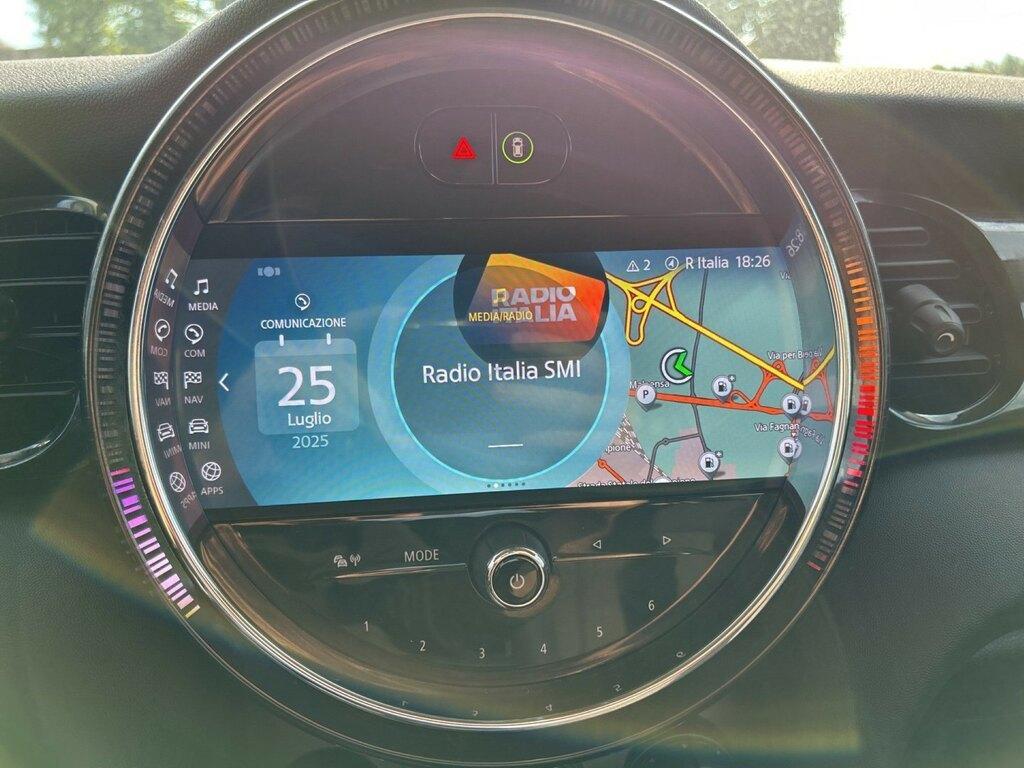 2
R Italia 18:26
MEDIA
COM
NAV
MINI
APPS
COMUNICAZIONE
25
Luglio
2025
RADIO
MEDIA/RADIO
Radio Italia SMI
Via per
Malpensa
P
Via Fagnan
MODE
1
2
3
4
5
6